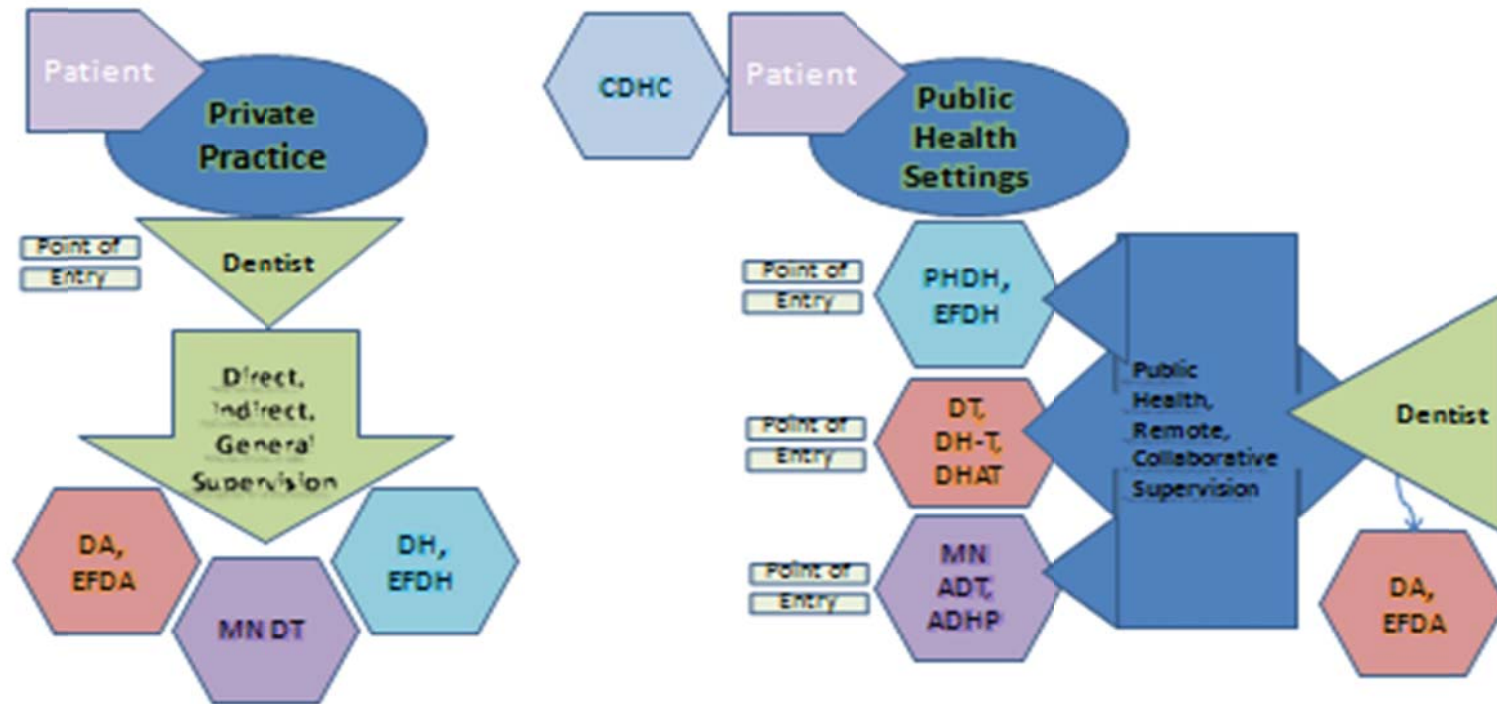 Patient
Private
Practice
Point of
Entry
Dentist
Direct,
Indirect,
General
Supervision
DA,
EFDA
MN DT
DH,
EFDH
CDHC
Patient
Public
Health
Settings
Point of
Entry
PHDH,
EFDH
Point of
Entry
DT,
DH-T,
DHAT
Point of
Entry
MN
ADT,
ADHP
Public
Health,
Remote,
Collaborative
Supervision
Dentist
DA,
EFDA